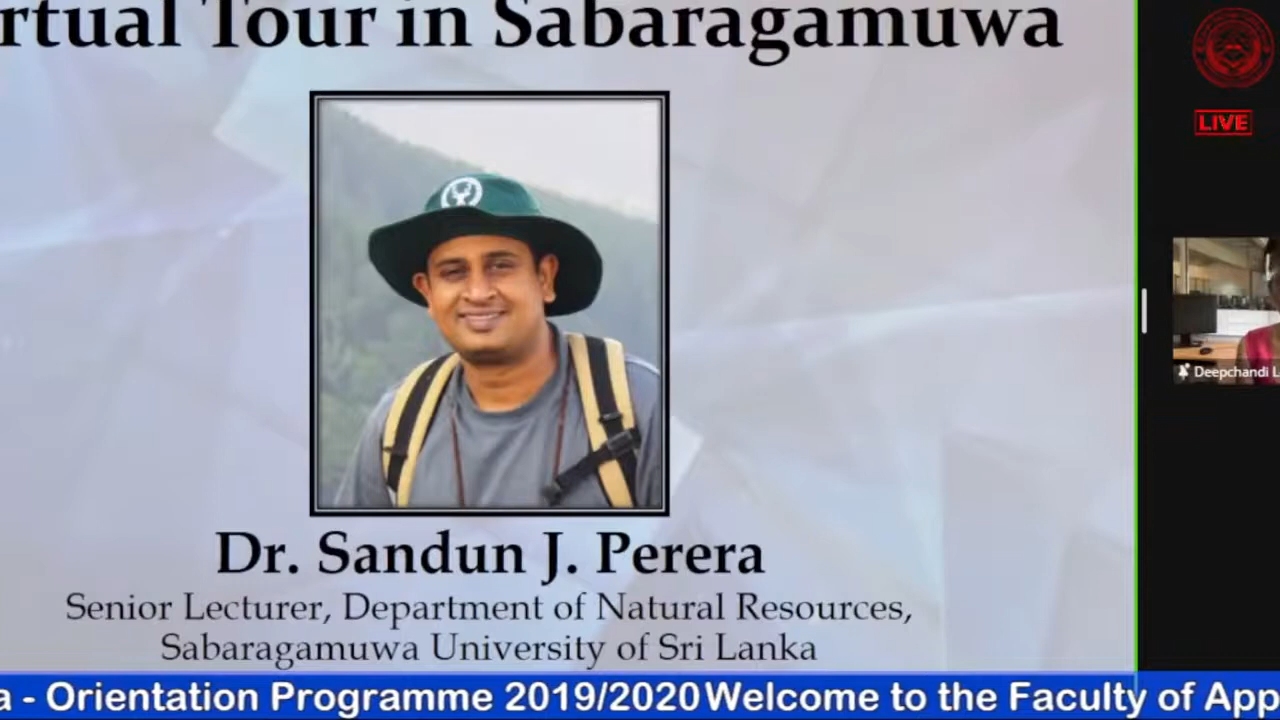 rtual Tour in Sabaragamuwa
LIVE
Deepchandi L
Dr. Sandun J. Perera
Senior Lecturer, Department of Natural Resources,
Sabaragamuwa University of Sri Lanka
a - Orientation Programme 2019/2020 Welcome to the Faculty of App